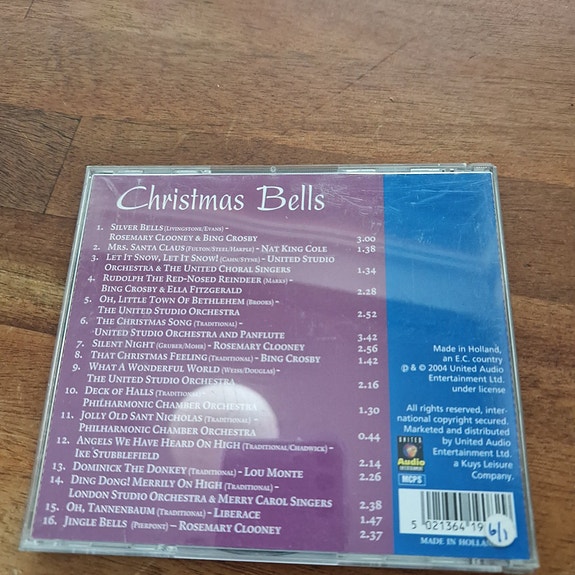 Christmas Bells
1. Silver Bells (Livingstone/Evans) –
Rosemary Clooney & Bing Crosby 3.00
2. Mrs. Santa Claus (Fulton/Steel/Harple) – Nat King Cole 1.38
3. Let It Snow, Let It Snow! (Cahn/Styne) – United Studio
Orchestra & The United Choral Singers 1.34
4. Rudolph The Red-Nosed Reindeer (Marks) –
Bing Crosby & Ella Fitzgerald 2.28
5. Oh, Little Town Of Bethlehem (Brooks) –
The United Studio Orchestra 2.52
6. The Christmas Song (Traditional) –
United Studio Orchestra and Panflute 3.42
7. Silent Night (Gruber/Mohr) – Rosemary Clooney 2.56
8. That Christmas Feeling (Traditional) – Bing Crosby 1.42
9. What A Wonderful World (Weiss/Douglas) –
The United Studio Orchestra 2.16
10. Deck of Halls (Traditional) –
Philharmonic Chamber Orchestra 1.30
11. Jolly Old Sant Nicholas (Traditional) –
Philharmonic Chamber Orchestra 0.44
12. Angels We Have Heard On High (Traditional/Chadwick) –
Ike Stubblefield 2.14
13. Dominick The Donkey (Traditional) – Lou Monte 2.26
14. Ding Dong! Merrily On High (Traditional) –
London Studio Orchestra & Merry Carol Singers 2.38
15. Oh, Tannenbaum (Traditional) – Liberace 1.47
16. Jingle Bells (Pierpont) – Rosemary Clooney 2.37
Made in Holland,
an E.C. country
℗ & © 2004 United Audio
Entertainment Ltd.
under license
All rights reserved, inter-
national copyright secured.
Marketed and distributed
by United Audio
Entertainment Ltd. –
a Kuys Leisure
Company.
UNITED
Audio
ENTERTAINMENT
MCPS
5 021364 19
6/1
MADE IN HOLLAN